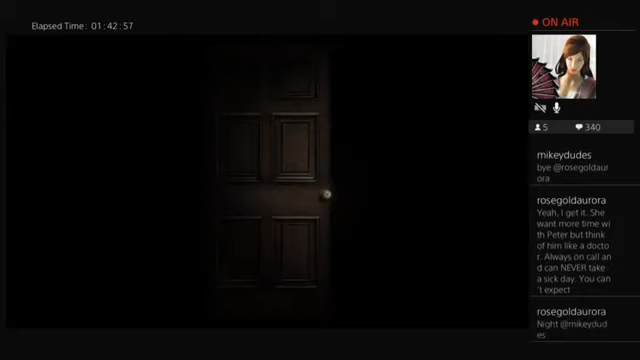 Elapsed Time: 01:42:57
ON AIR
5 340
mikeydudes
bye @rosegoldaur
ora
rosegoldaurora
Yeah, I get it. She
want more time wi
th Peter but think
of him like a docto
r. Always on call an
d can NEVER take
a sick day. You can
't expect
rosegoldaurora
Night @mikeydud
es